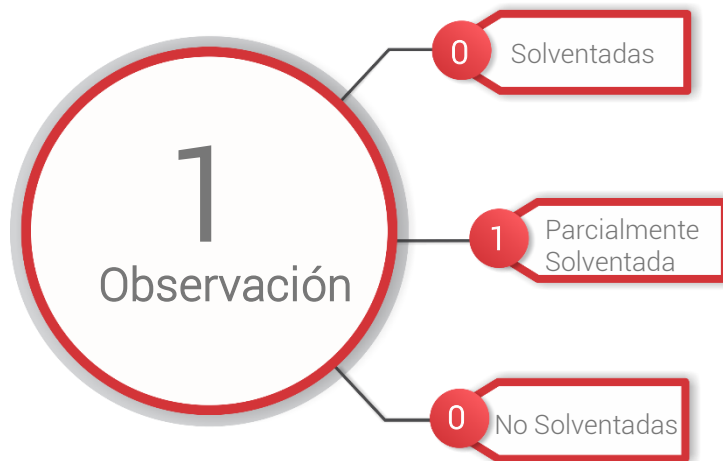 1
Observación
0
Solventadas
1
Parcialmente
Solventada
0
No Solventadas